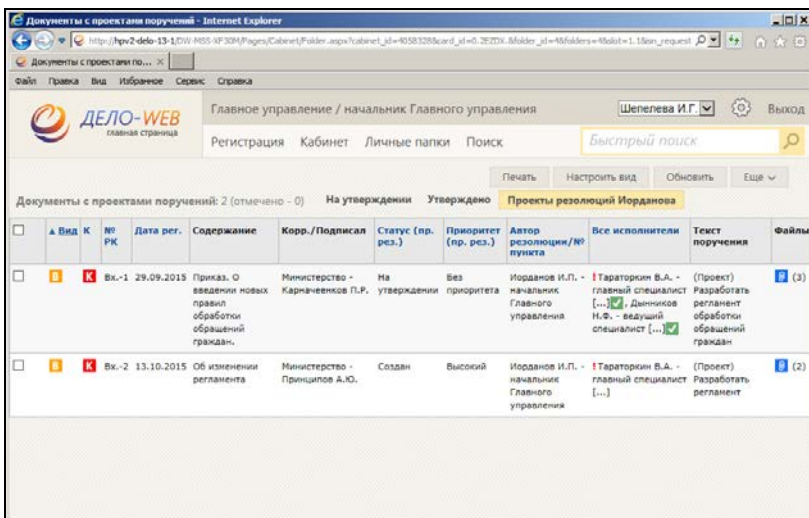 Документы с проектами поручений - Internet Explorer
Документы с проектами по... ×
Файл Правка Вид Избранное Сервис Справка
ДЕЛО-WEB
главная страница
Главное управление / начальник Главного управления
Шепелева И.Г.
Выход
Регистрация Кабинет Личные папки Поиск
Быстрый поиск
Печать Настроить вид Обновить Еще
Документы с проектами поручений: 2 (отмечено - 0) На утверждении Утверждено Проекты резолюций Иорданова
▲ Вид К № Дата рег. Содержание Корр./Подписал Статус (пр. Приоритет Автор Все исполнители Текст Файлы
РК рез.) (пр. рез.) резолюции/№ поручения
пункта
В К Вх.-1 29.09.2015 Приказ. О Министерство - На Без Иорданов И.П. - ! Тараторкин В.А. - (Проект) (3)
введении новых Карначеенков П.Р. утверждении приоритета начальник главный специалист Разработать
правил Главного [...] , Дынников регламент
обработки управления Н.Ф. - ведущий обработки
обращений специалист [...] обращений
граждан. граждан
В К Вх.-2 13.10.2015 Об изменении Министерство - Создан Высокий Иорданов И.П. - ! Тараторкин В.А. - (Проект) (2)
регламента Принципов А.Ю. начальник главный специалист Разработать
Главного [...] регламент
управления